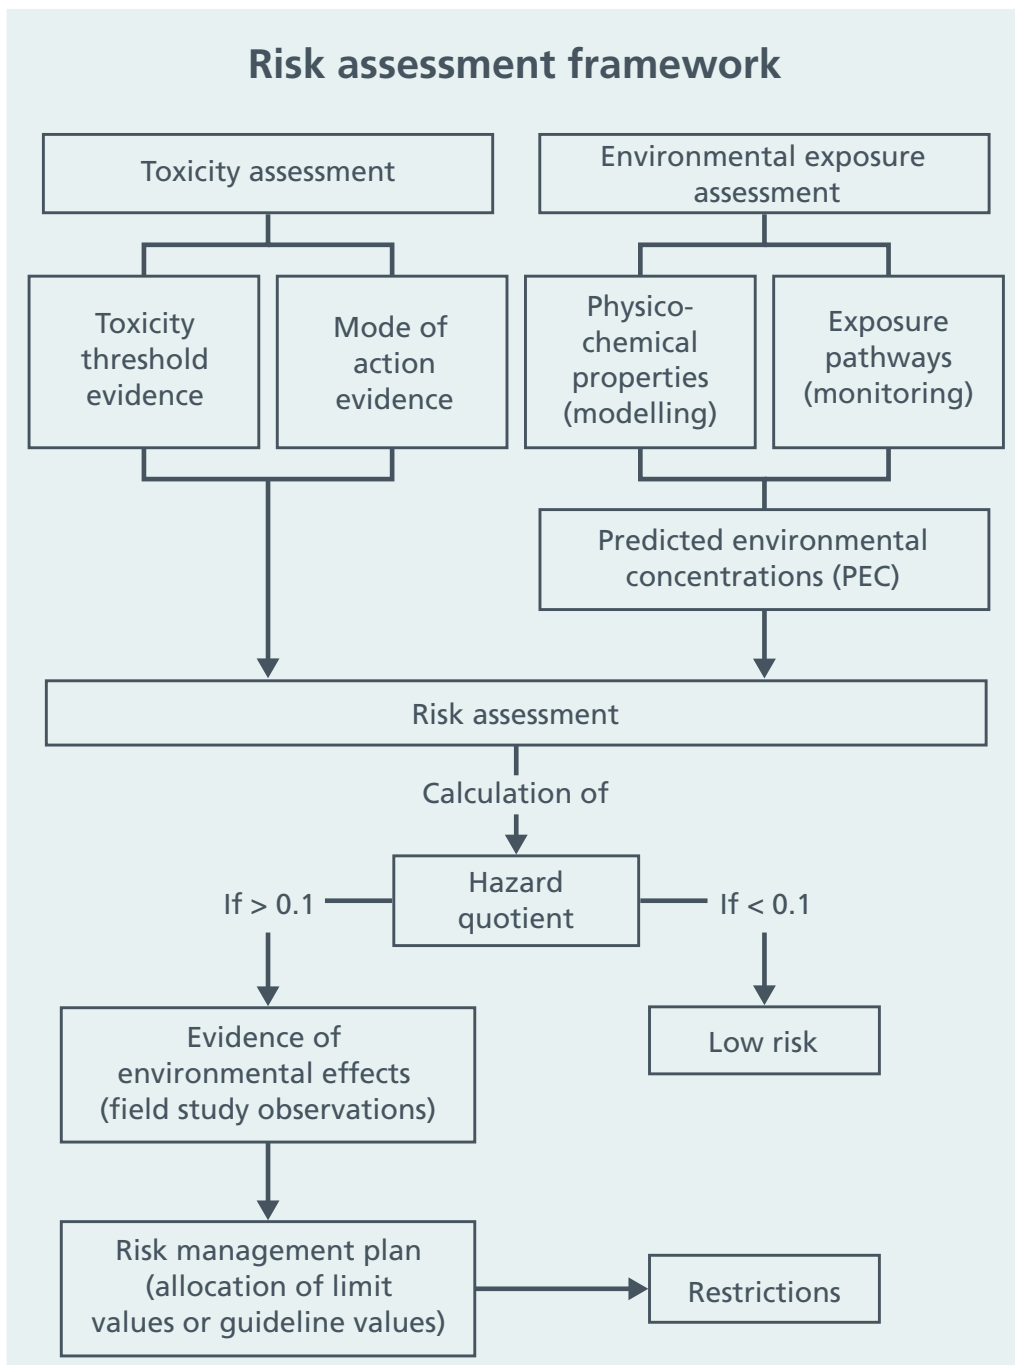 Risk assessment framework
Toxicity assessment
Environmental exposure
assessment
Toxicity
threshold
evidence
Mode of
action
evidence
Physico-
chemical
properties
(modelling)
Exposure
pathways
(monitoring)
Predicted environmental
concentrations (PEC)
Risk assessment
Calculation of
Hazard
quotient
If > 0.1
If < 0.1
Evidence of
environmental effects
(field study observations)
Low risk
Risk management plan
(allocation of limit
values or guideline values)
Restrictions